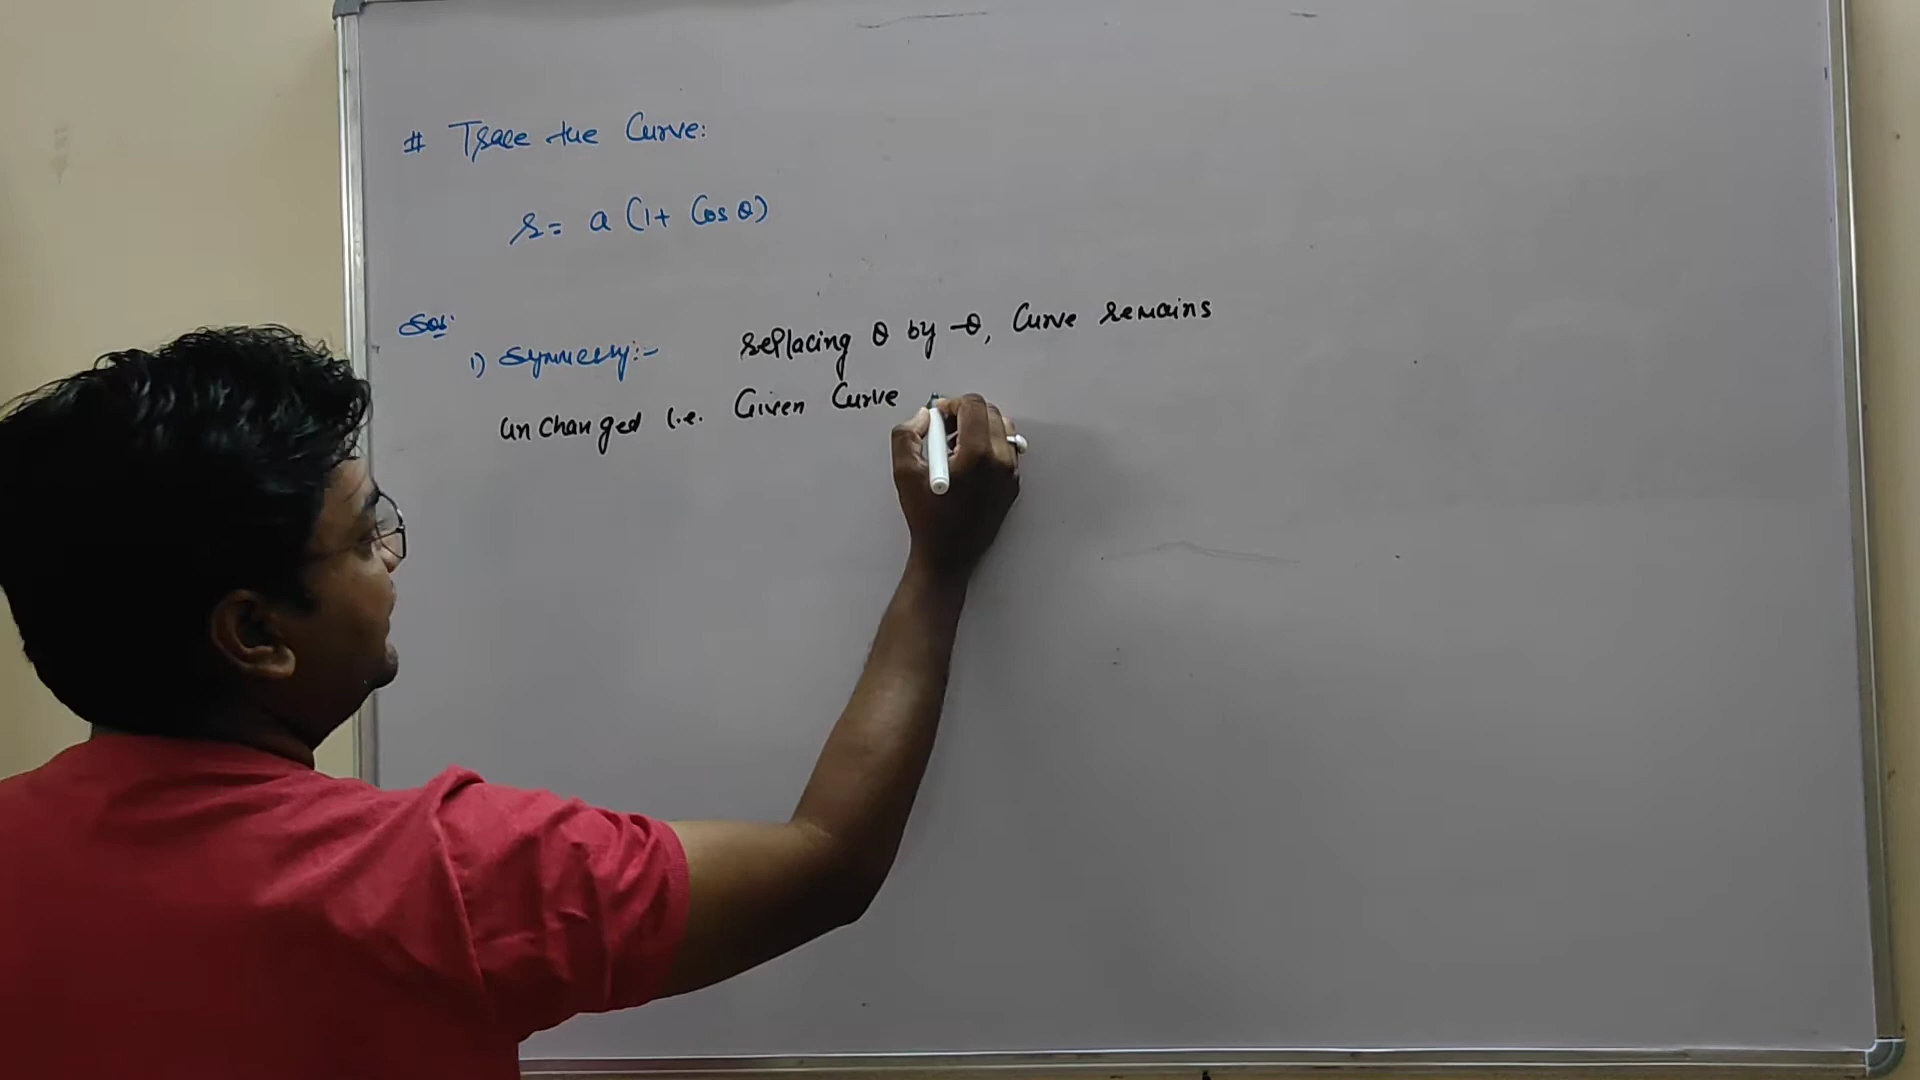 # Trace the Curve:
r = a (1 + Cos θ)
Sol:
1) Symmetry:- replacing θ by -θ, Curve remains
unchanged i.e. Given Curve